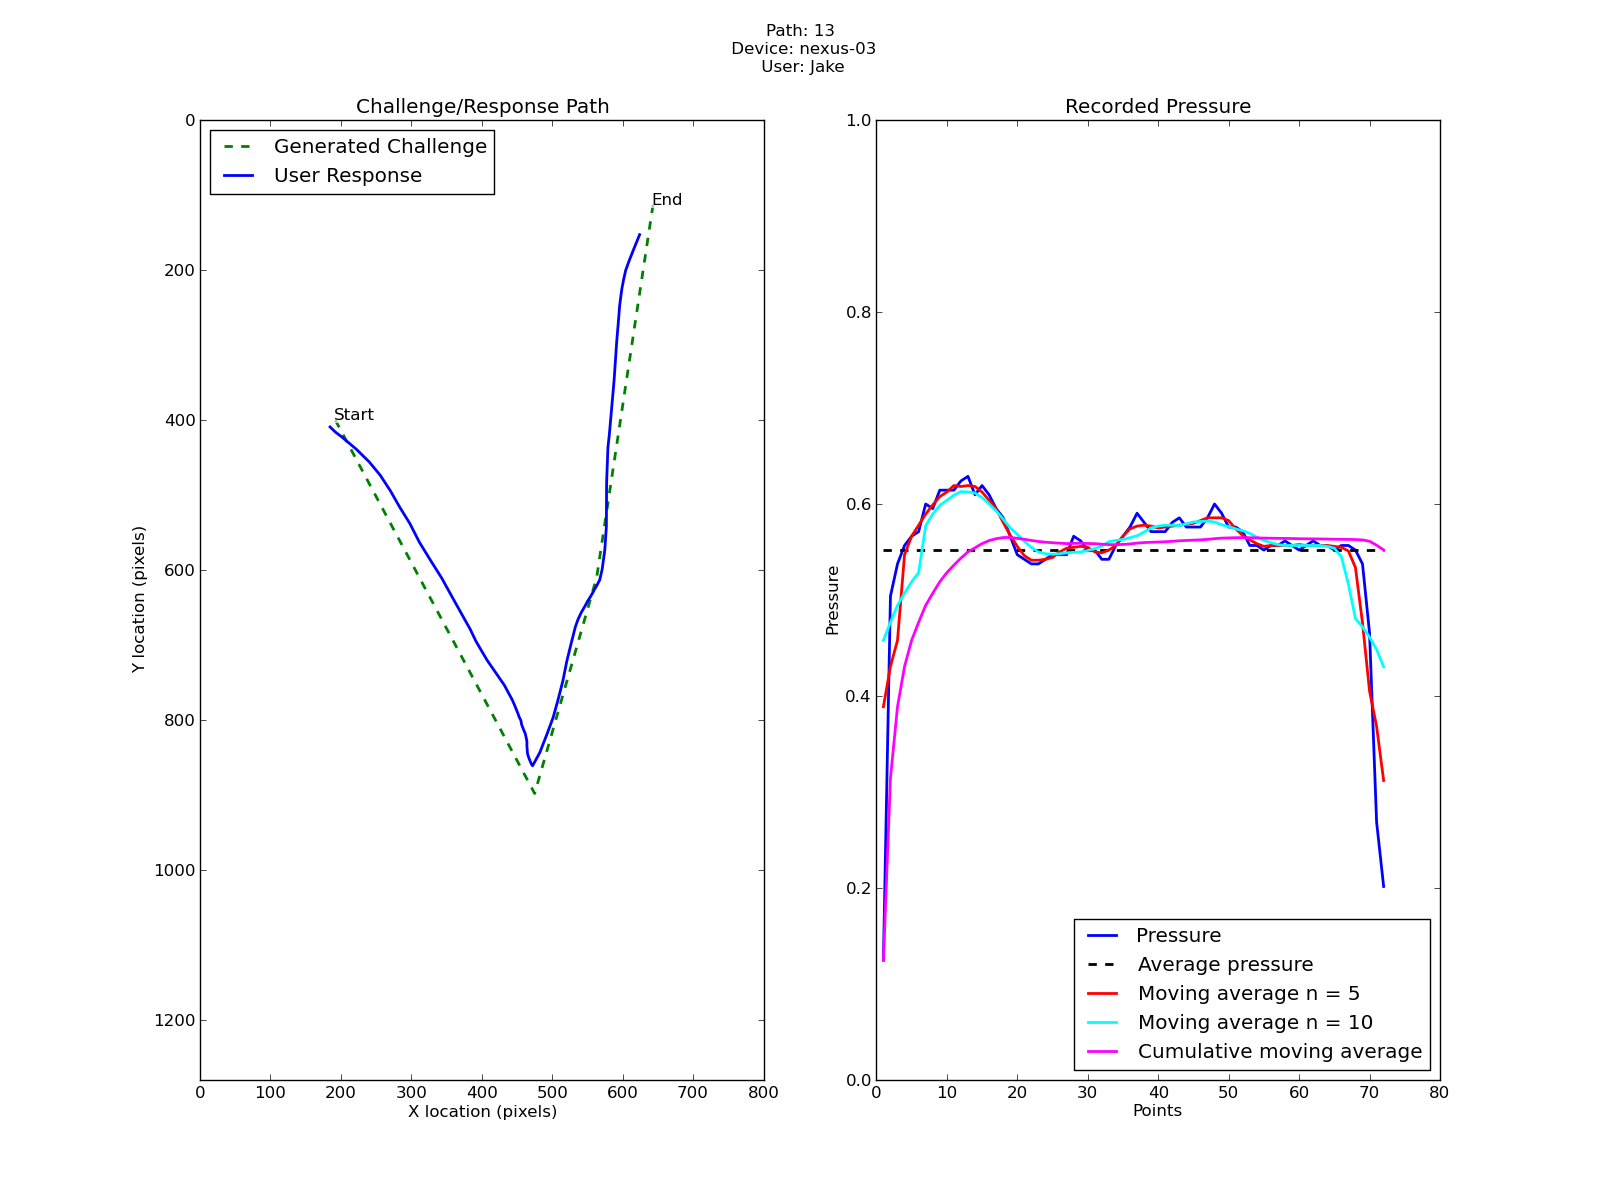 Path: 13
Device: nexus-03
User: Jake
Challenge/Response Path
Generated Challenge
User Response
Start
End
0
200
400
600
800
1000
1200
Y location (pixels)
0 100 200 300 400 500 600 700 800
X location (pixels)
Recorded Pressure
1.0
0.8
0.6
0.4
0.2
0.0
Pressure
Pressure
Average pressure
Moving average n = 5
Moving average n = 10
Cumulative moving average
0 10 20 30 40 50 60 70 80
Points